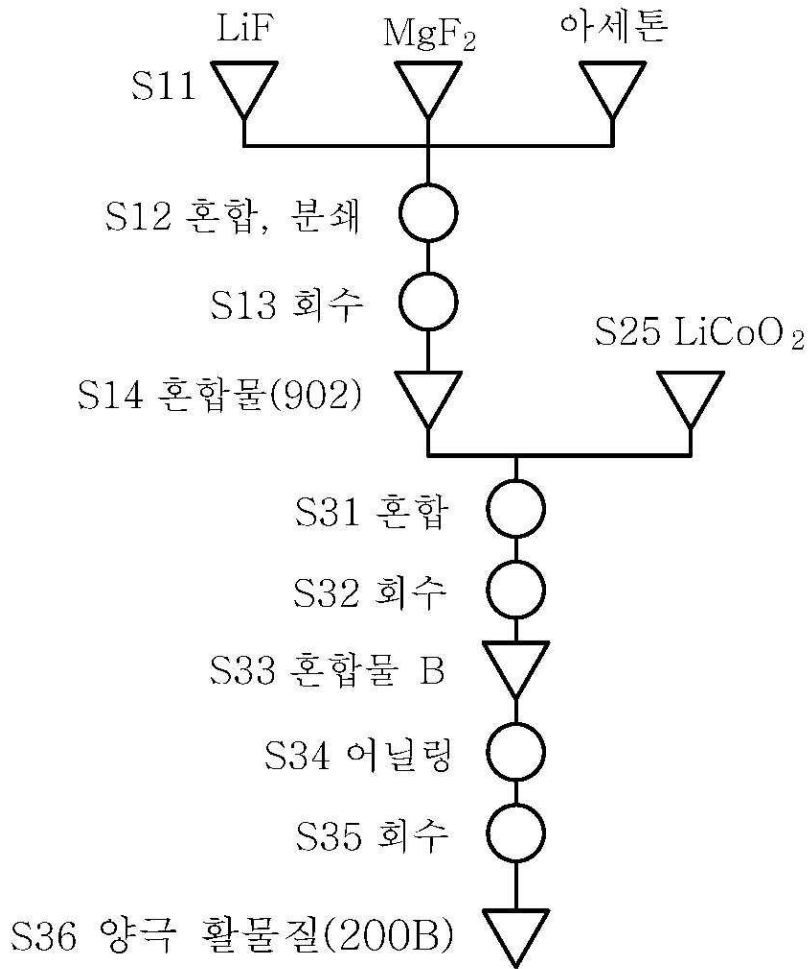 LiF MgF₂ 아세톤
S11
S12 혼합, 분쇄
S13 회수
S25 LiCoO₂
S14 혼합물(902)
S31 혼합
S32 회수
S33 혼합물 B
S34 어닐링
S35 회수
S36 양극 활물질(200B)